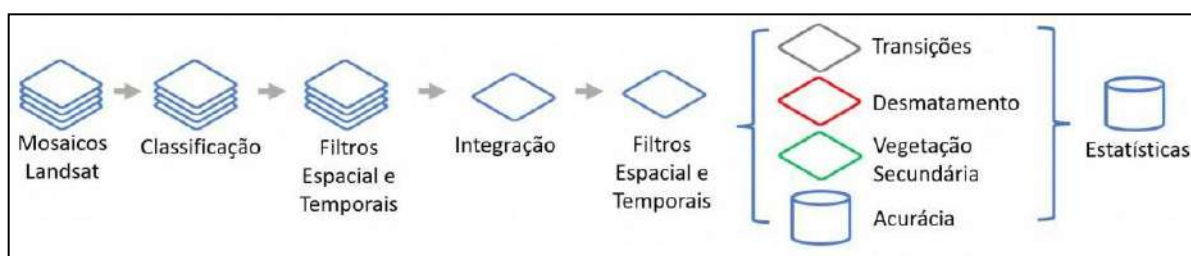 Mosaicos
Landsat
Classificação
Filtros
Espacial e
Temporais
Integração
Filtros
Espacial e
Temporais
Transições
Desmatamento
Vegetação
Secundária
Acurácia
Estatísticas